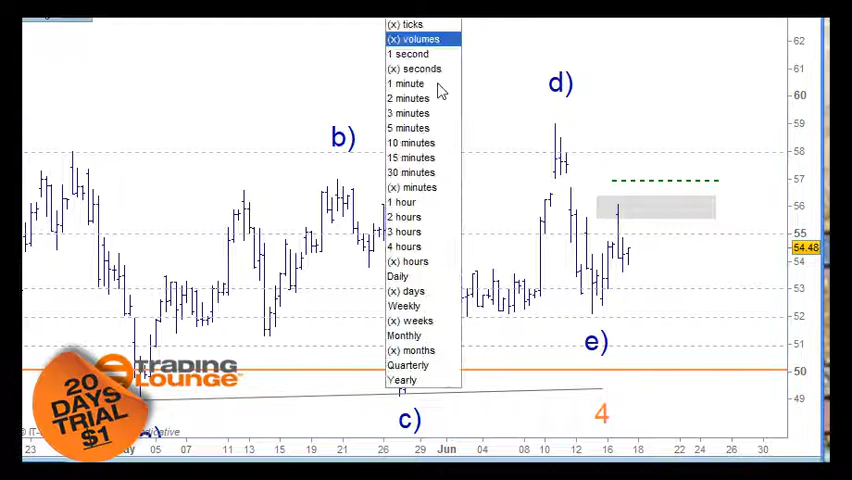 (x) ticks
(x) volumes
1 second
(x) seconds
1 minute
2 minutes
3 minutes
5 minutes
10 minutes
15 minutes
30 minutes
(x) minutes
1 hour
2 hours
3 hours
4 hours
(x) hours
Daily
(x) days
Weekly
(x) weeks
Monthly
(x) months
Quarterly
Yearly
b)
c)
d)
e)
4
62
61
60
59
58
57
55
54.48
54
53
52
51
50
49
TRADING
LOUNGE
20
DAYS
TRIAL
$1
23 05 07 11 13 15 19 21 26 29 Jun 04 08 10 12 16 18 22 24 26 30